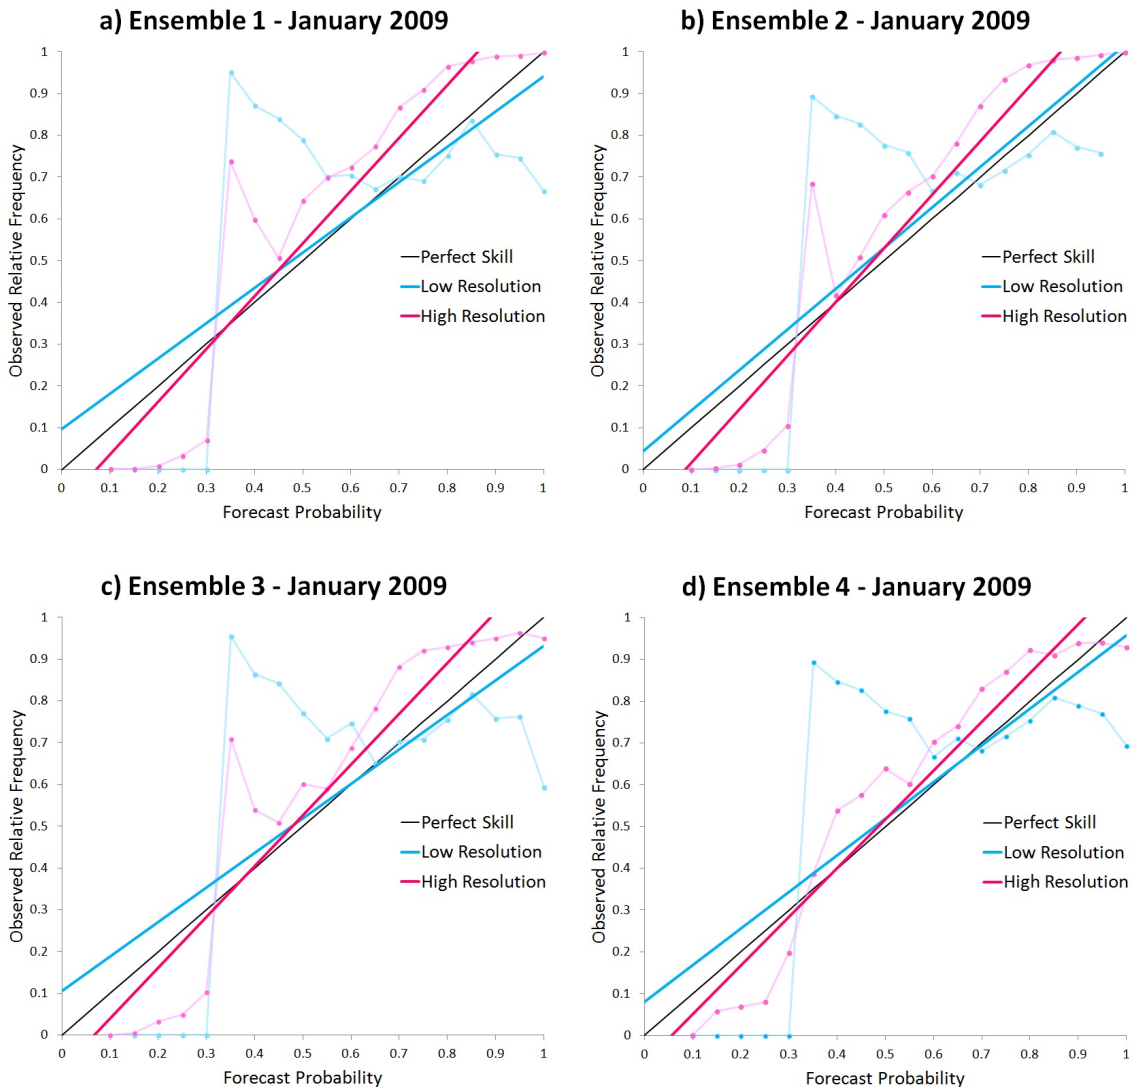 a) Ensemble 1 - January 2009
1
0.9
0.8
0.7
0.6
0.5
0.4
0.3
0.2
0.1
0
Observed Relative Frequency
Perfect Skill
Low Resolution
High Resolution
0 0.1 0.2 0.3 0.4 0.5 0.6 0.7 0.8 0.9 1
Forecast Probability
b) Ensemble 2 - January 2009
1
0.9
0.8
0.7
0.6
0.5
0.4
0.3
0.2
0.1
0
Observed Relative Frequency
Perfect Skill
Low Resolution
High Resolution
0 0.1 0.2 0.3 0.4 0.5 0.6 0.7 0.8 0.9 1
Forecast Probability
c) Ensemble 3 - January 2009
1
0.9
0.8
0.7
0.6
0.5
0.4
0.3
0.2
0.1
0
Observed Relative Frequency
Perfect Skill
Low Resolution
High Resolution
0 0.1 0.2 0.3 0.4 0.5 0.6 0.7 0.8 0.9 1
Forecast Probability
d) Ensemble 4 - January 2009
1
0.9
0.8
0.7
0.6
0.5
0.4
0.3
0.2
0.1
0
Observed Relative Frequency
Perfect Skill
Low Resolution
High Resolution
0 0.1 0.2 0.3 0.4 0.5 0.6 0.7 0.8 0.9 1
Forecast Probability